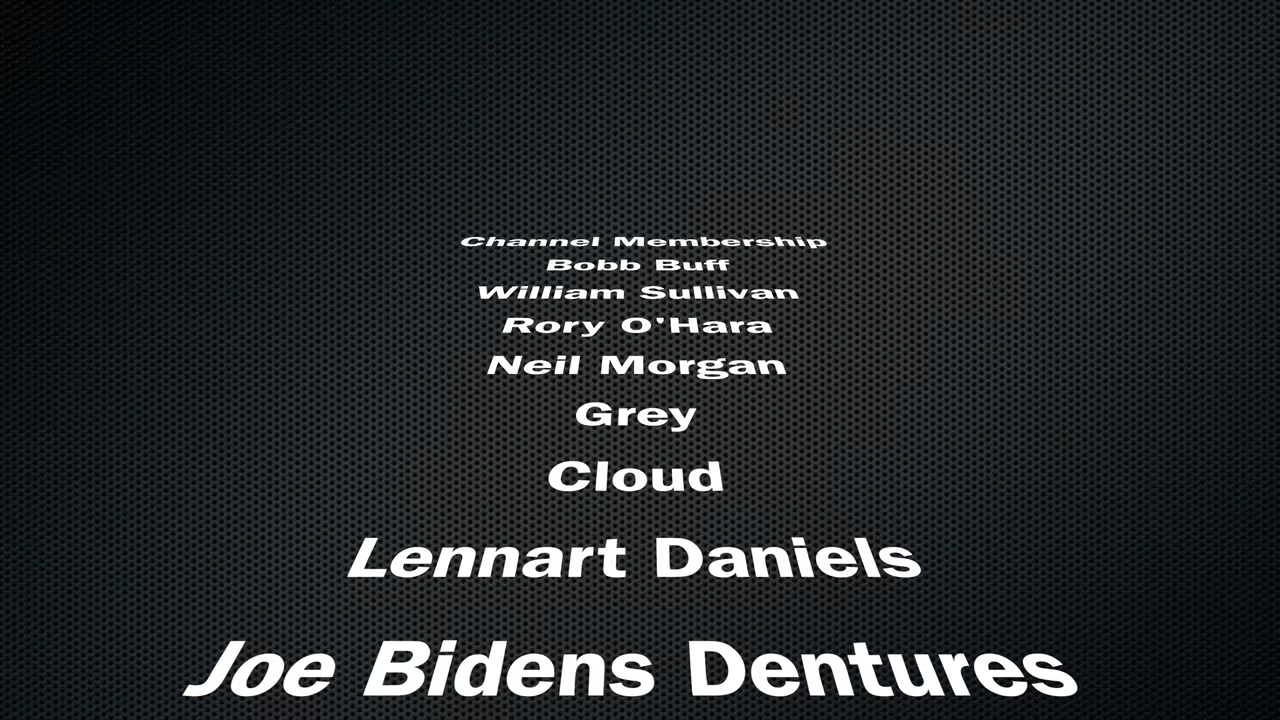 Channel Membership
Bobb Buff
William Sullivan
Rory O'Hara
Neil Morgan
Grey
Cloud
Lennart Daniels
Joe Bidens Dentures